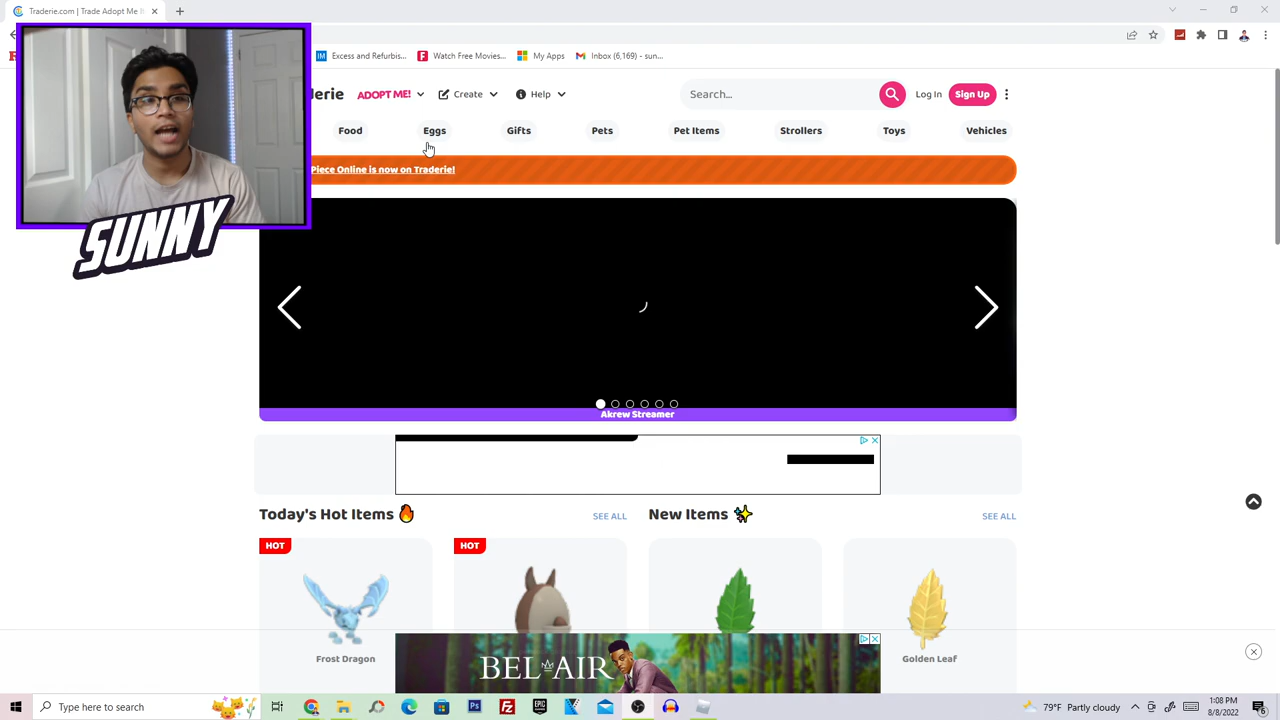 Traderie.com | Trade Adopt Me I
Excess and Refurbis...
Watch Free Movies...
My Apps
Inbox (6,169) - sun...
derie
ADOPT ME!
Create
Help
Search...
Log In
Sign Up
Food
Eggs
Gifts
Pets
Pet Items
Strollers
Toys
Vehicles
Piece Online is now on Traderie!
SUNNY
Akrew Streamer
Today's Hot Items
SEE ALL
New Items
SEE ALL
HOT
HOT
Frost Dragon
Golden Leaf
BEL-AIR
Type here to search
79°F Partly cloudy
1:08 PM
8/8/2022